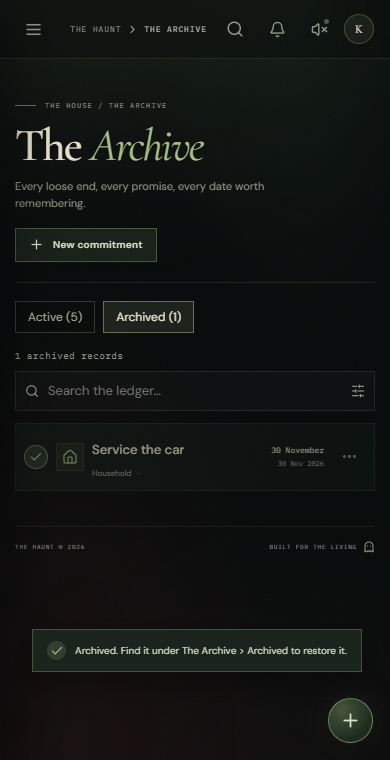 THE HAUNT > THE ARCHIVE
K
THE HOUSE / THE ARCHIVE
The Archive
Every loose end, every promise, every date worth
remembering.
New commitment
Active (5)
Archived (1)
1 archived records
Search the ledger...
Service the car
Household ·
30 November
30 Nov 2026
THE HAUNT © 2026
BUILT FOR THE LIVING
Archived. Find it under The Archive > Archived to restore it.